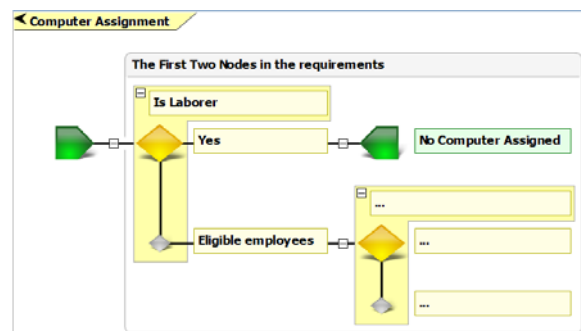 Computer Assignment
The First Two Nodes in the requirements
Is Laborer
Yes
No Computer Assigned
...
Eligible employees
...
...